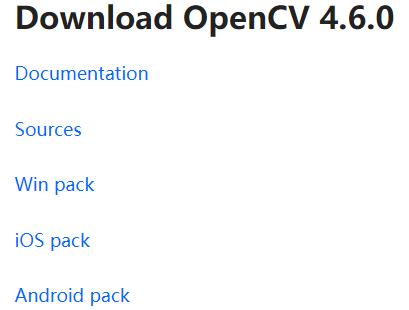 Download OpenCV 4.6.0
Documentation
Sources
Win pack
iOS pack
Android pack